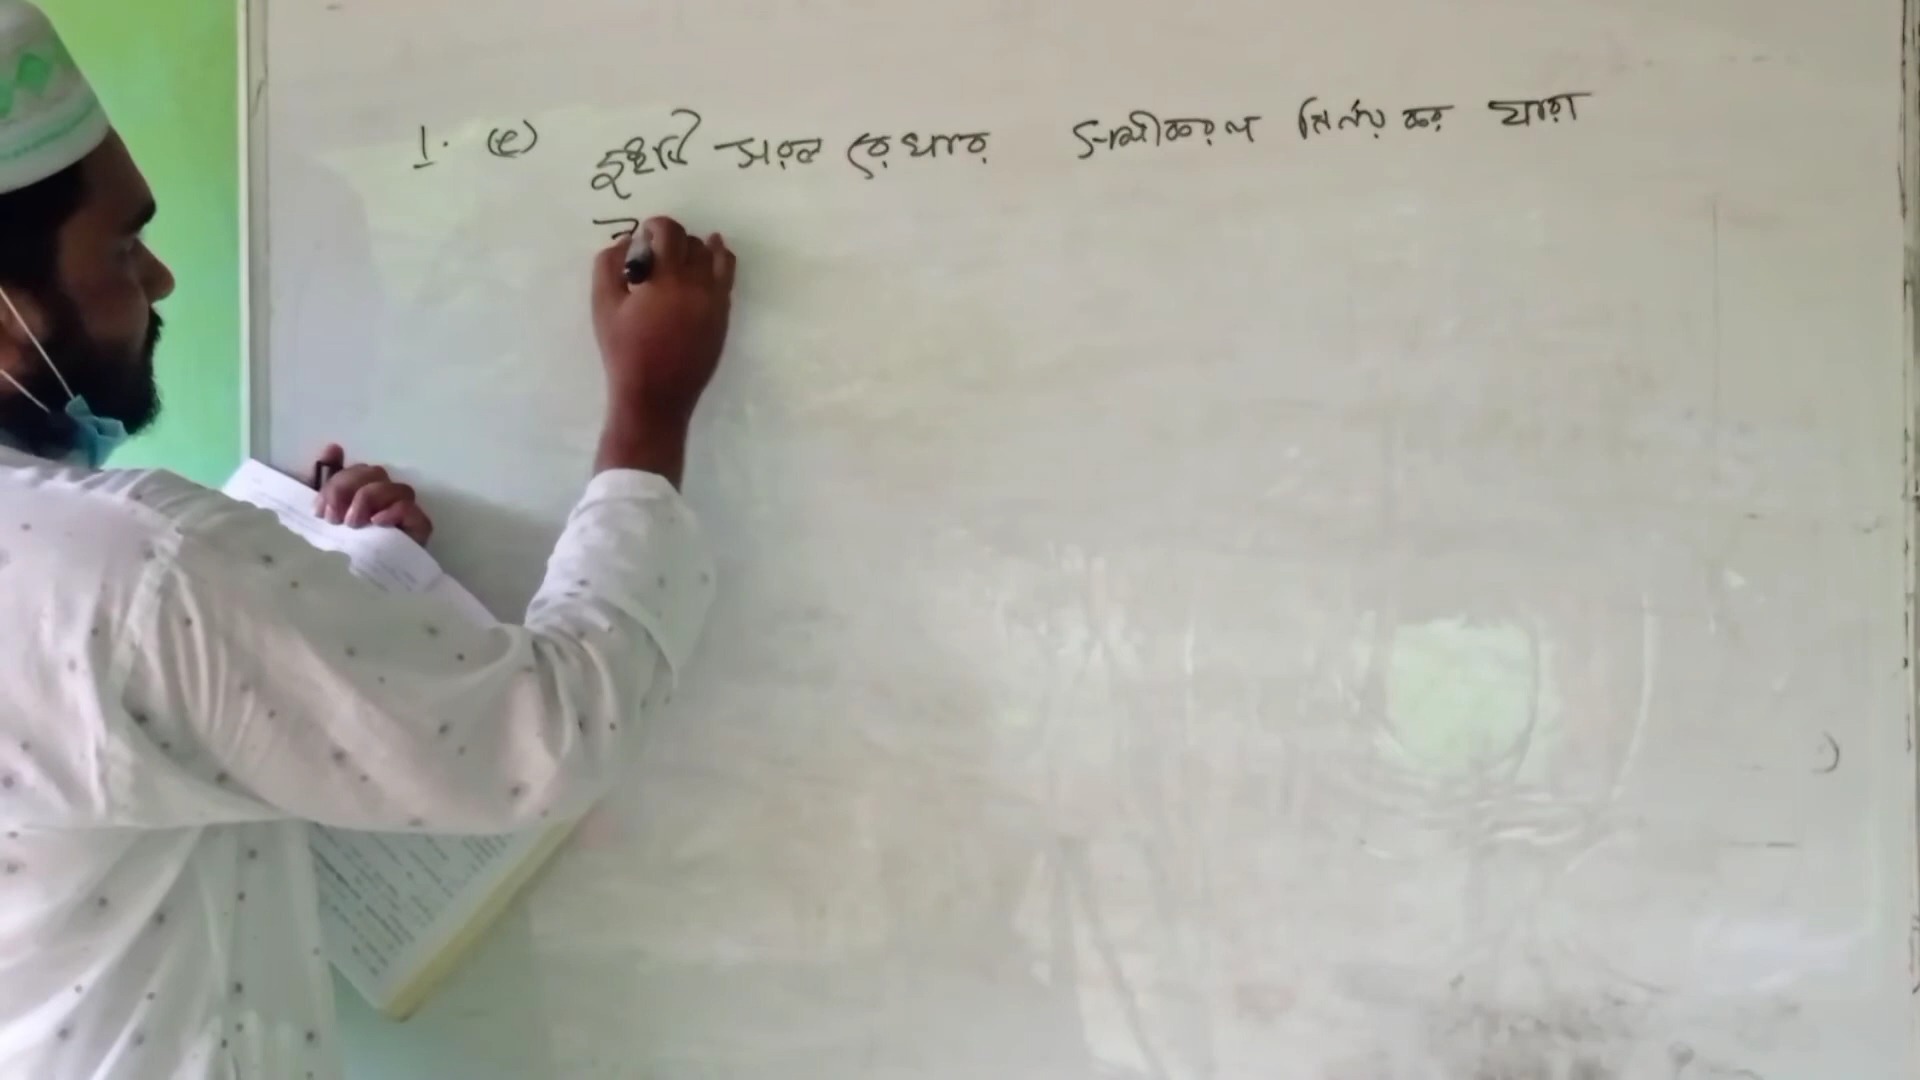 1. (e) দুইটি সরল রেখার সমীকরণ নির্ণয় কর যারা